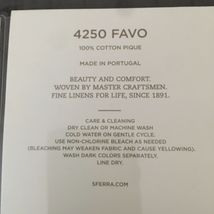 4250 FAVO
100% COTTON PIQUE
MADE IN PORTUGAL
BEAUTY AND COMFORT.
WOVEN BY MASTER CRAFTSMEN.
FINE LINENS FOR LIFE, SINCE 1891.
CARE & CLEANING
DRY CLEAN OR MACHINE WASH
COLD WATER ON GENTLE CYCLE.
USE NON-CHLORINE BLEACH AS NEEDED
(BLEACHING MAY WEAKEN FABRIC AND CAUSE YELLOWING).
WASH DARK COLORS SEPARATELY.
LINE DRY.
SFERRA.COM